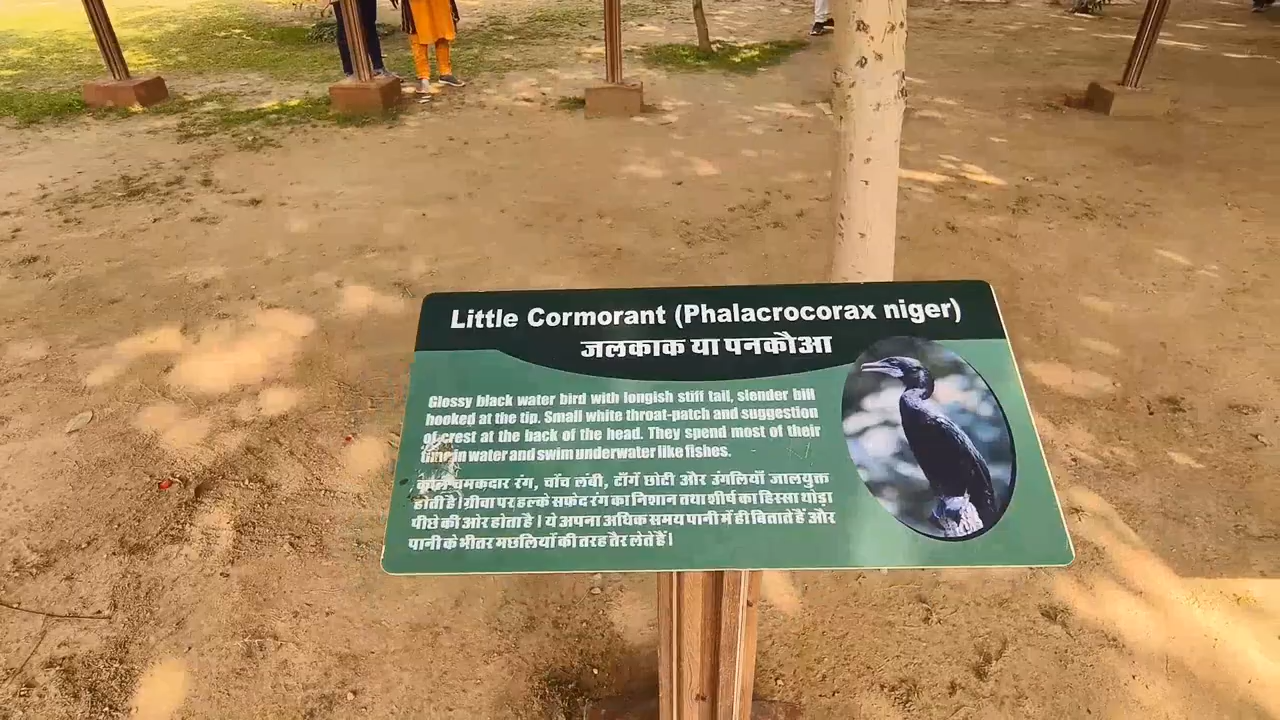 Little Cormorant (Phalacrocorax niger)
जलकाक या पनकौआ
Glossy black water bird with longish stiff tail, slender bill
hooked at the tip. Small white throat-patch and suggestion
of crest at the back of the head. They spend most of their
time in water and swim underwater like fishes.
काला चमकदार रंग, चोंच लंबी, टाँगें छोटी और उंगलियाँ जालयुक्त
होती है। ग्रीवा पर हल्के सफेद रंग का निशान तथा शीर्ष का हिस्सा थोड़ा
पीछे की ओर होता है। ये अपना अधिक समय पानी में ही बिताते हैं और
पानी के भीतर मछलियों की तरह तैर लेते हैं।